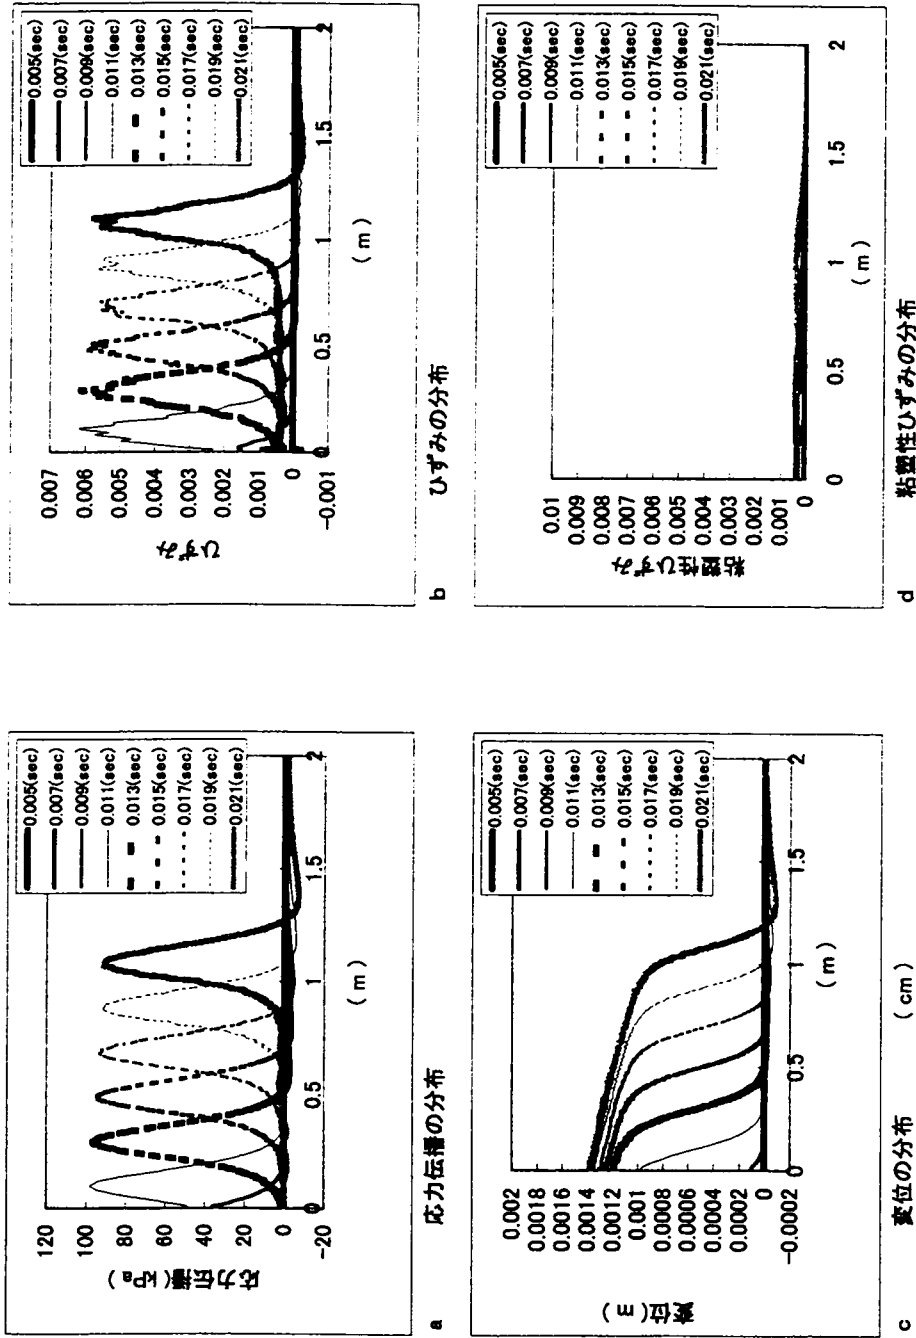 120
100
80
60
40
20
0
-20
応力伝播(kPa)
0
0.5
1
1.5
2
(m)
0.005(sec)
0.007(sec)
0.009(sec)
0.011(sec)
0.013(sec)
0.015(sec)
0.017(sec)
0.019(sec)
0.021(sec)
a 応力伝播の分布
0.007
0.006
0.005
0.004
0.003
0.002
0.001
0
-0.001
ひずみ
0
0.5
1
1.5
2
(m)
0.005(sec)
0.007(sec)
0.009(sec)
0.011(sec)
0.013(sec)
0.015(sec)
0.017(sec)
0.019(sec)
0.021(sec)
b ひずみの分布
0.002
0.0018
0.0016
0.0014
0.0012
0.001
0.0008
0.0006
0.0004
0.0002
0
-0.0002
変位(m)
0
0.5
1
1.5
2
(m)
0.005(sec)
0.007(sec)
0.009(sec)
0.011(sec)
0.013(sec)
0.015(sec)
0.017(sec)
0.019(sec)
0.021(sec)
c 変位の分布 (cm)
0.01
0.009
0.008
0.007
0.006
0.005
0.004
0.003
0.002
0.001
0
粘塑性ひずみ
0
0.5
1
1.5
2
(m)
0.005(sec)
0.007(sec)
0.009(sec)
0.011(sec)
0.013(sec)
0.015(sec)
0.017(sec)
0.019(sec)
0.021(sec)
d 粘塑性ひずみの分布